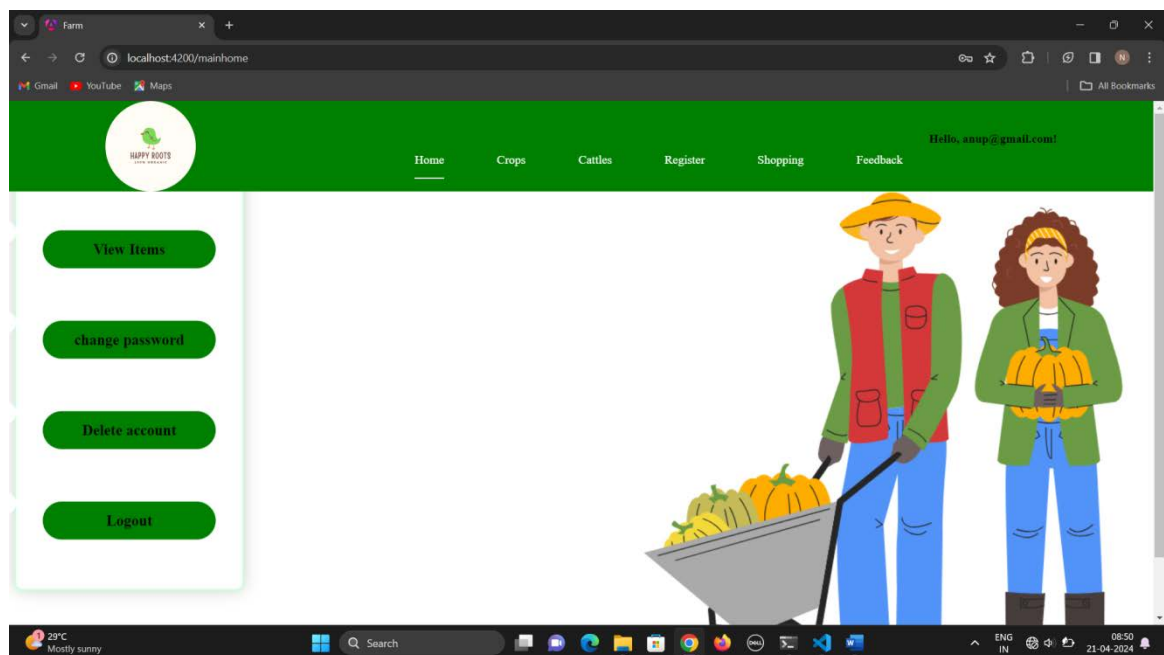 Farm
localhost:4200/mainhome
N
Gmail YouTube Maps All Bookmarks
HAPPY ROOTS
Hello, anup@gmail.com!
Home Crops Cattles Register Shopping Feedback
View Items
change password
Delete account
Logout
1
29°C
Mostly sunny
Search
DELL
ENG
IN
08:50
21-04-2024